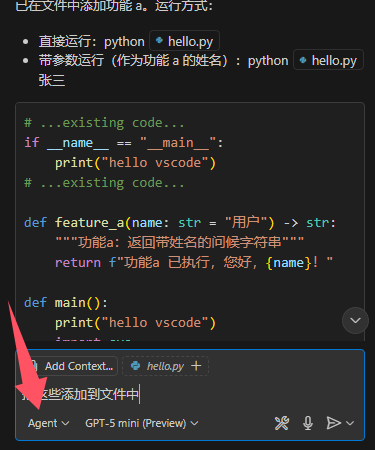 已在文件中添加功能 a。运行方式：
直接运行：python hello.py
带参数运行（作为功能 a 的姓名）：python hello.py
张三
# ...existing code...
if __name__ == "__main__":
    print("hello vscode")
# ...existing code...
def feature_a(name: str = "用户") -> str:
    """功能a: 返回带姓名的问候字符串"""
    return f"功能a 已执行，您好，{name}！"
def main():
    print("hello vscode")
Add Context... hello.py
这些添加到文件中
Agent GPT-5 mini (Preview)